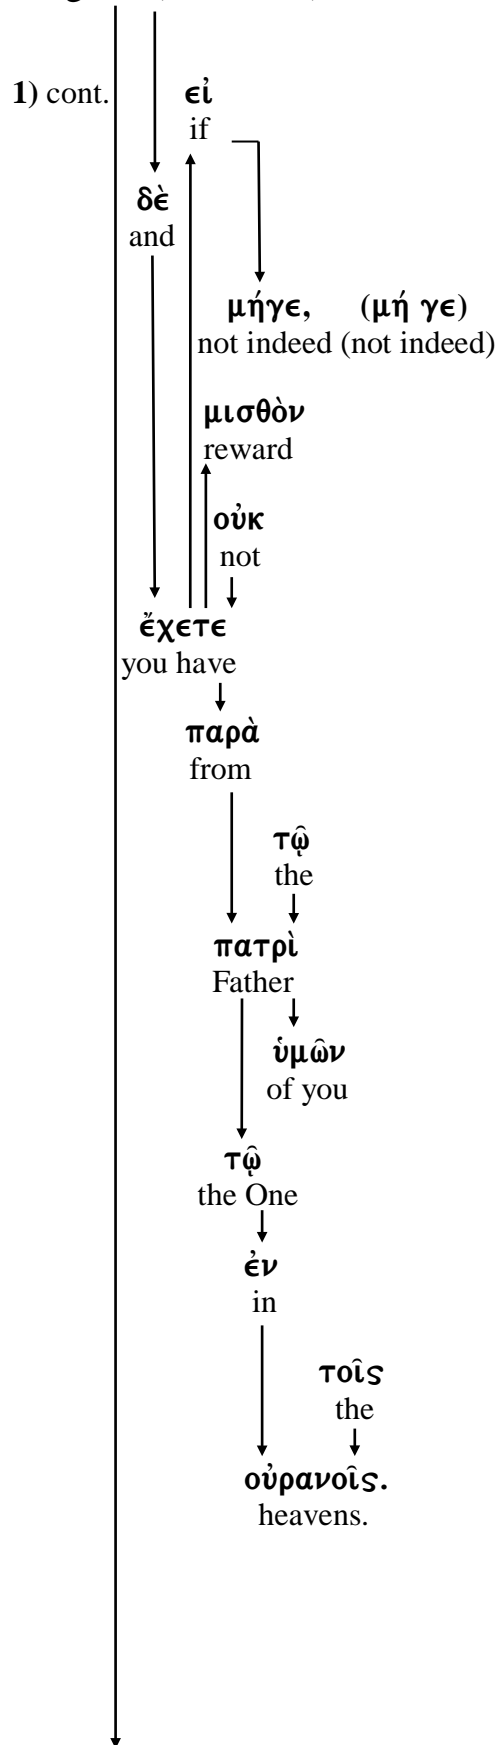 1) cont.
εἰ
if
δὲ
and
μήγε, (μή γε)
not indeed (not indeed)
μισθὸν
reward
οὐκ
not
ἔχετε
you have
παρὰ
from
τῷ
the
πατρὶ
Father
ὑμῶν
of you
τῷ
the One
ἐν
in
τοῖς
the
οὐρανοῖς.
heavens.